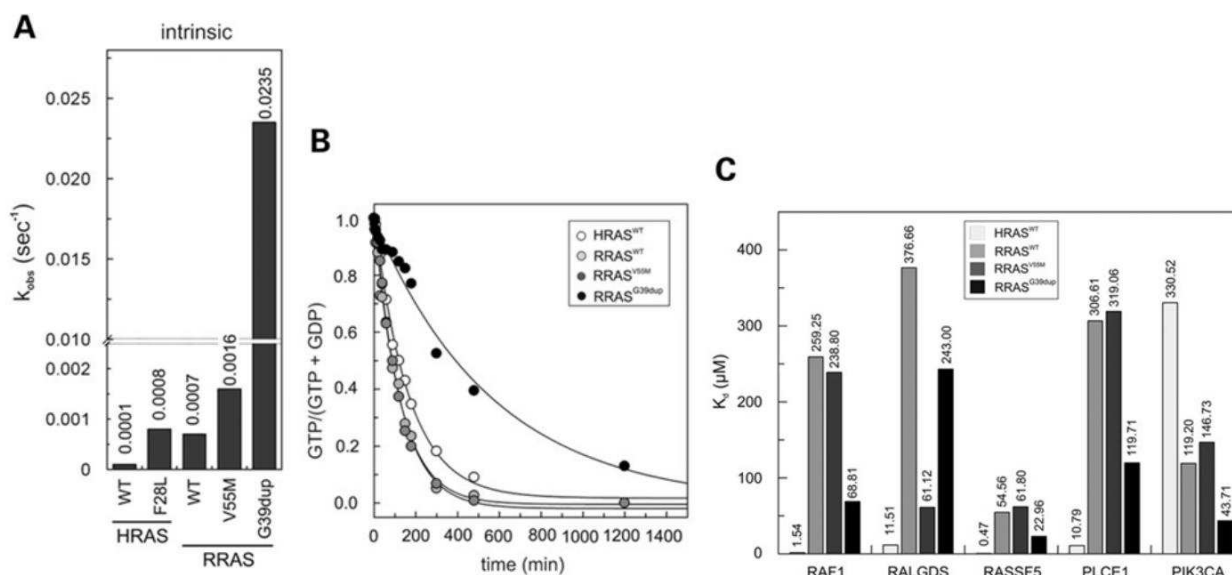 A
intrinsic
k_obs (sec⁻¹)
0.025
0.020
0.015
0.010
0.002
0.001
0
0.0001
0.0008
0.0007
0.0016
0.0235
WT
F28L
WT
V55M
G39dup
HRAS
RRAS
B
GTP/(GTP + GDP)
1.0
0.8
0.6
0.4
0.2
0.0
0 200 400 600 800 1000 1200 1400
time (min)
HRAS^WT
RRAS^WT
RRAS^V55M
RRAS^G39dup
C
K_d (µM)
400
300
200
100
0
HRAS^WT
RRAS^WT
RRAS^V55M
RRAS^G39dup
1.54
259.25
238.80
68.81
11.51
376.66
61.12
243.00
0.47
54.56
61.80
22.96
10.79
306.61
319.06
119.71
330.52
119.20
146.73
43.71
RAF1 RALGDS RASSF5 PLCE1 PIK3CA